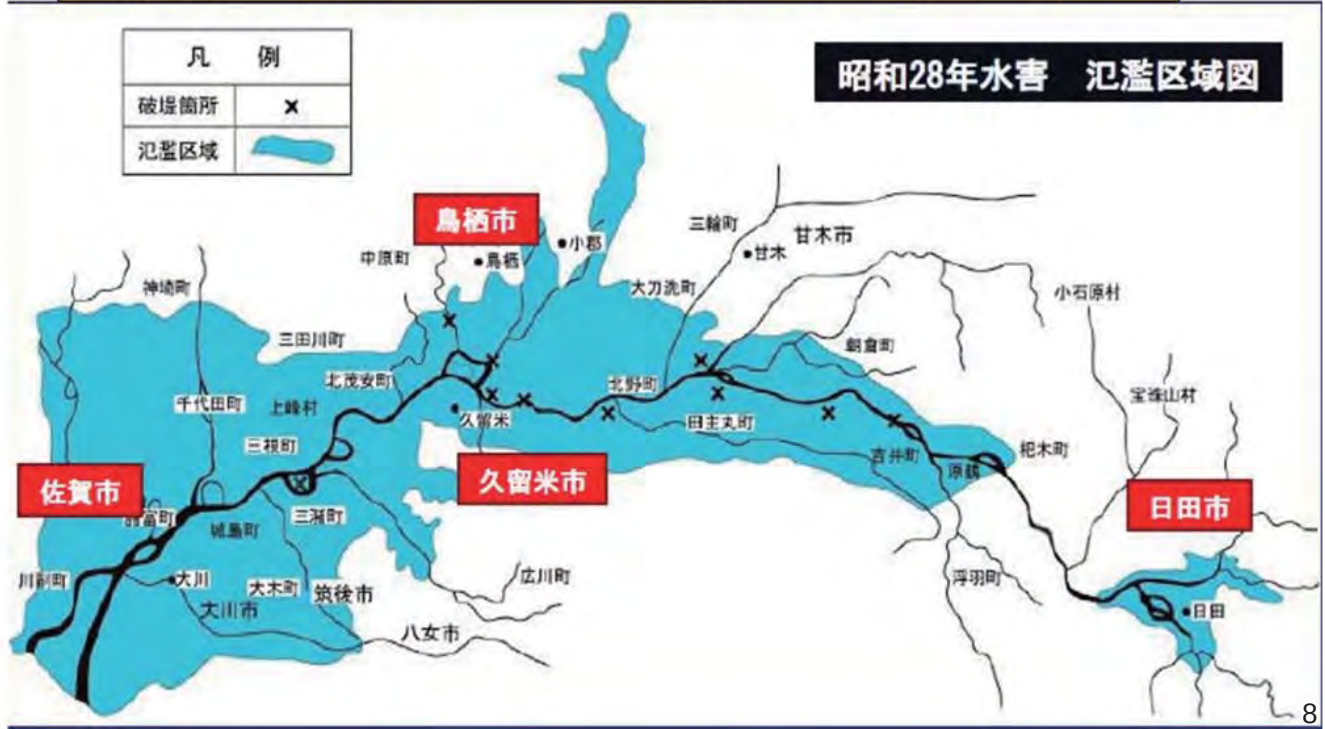 凡 例
破堤箇所
氾濫区域
昭和28年水害 氾濫区域図
鳥栖市
三輪町
甘木市
小郡
甘木
中原町
鳥栖
神埼町
大刀洗町
小石原村
三田川町
朝倉町
北茂安町
北野町
宝珠山村
千代田町
上峰村
久留米
田主丸町
三根町
杷木町
吉井町
原鶴
佐賀市
久留米市
日田市
三潴町
城島町
川副町
大川
大木町
筑後市
広川町
浮羽町
大川市
日田
八女市
8